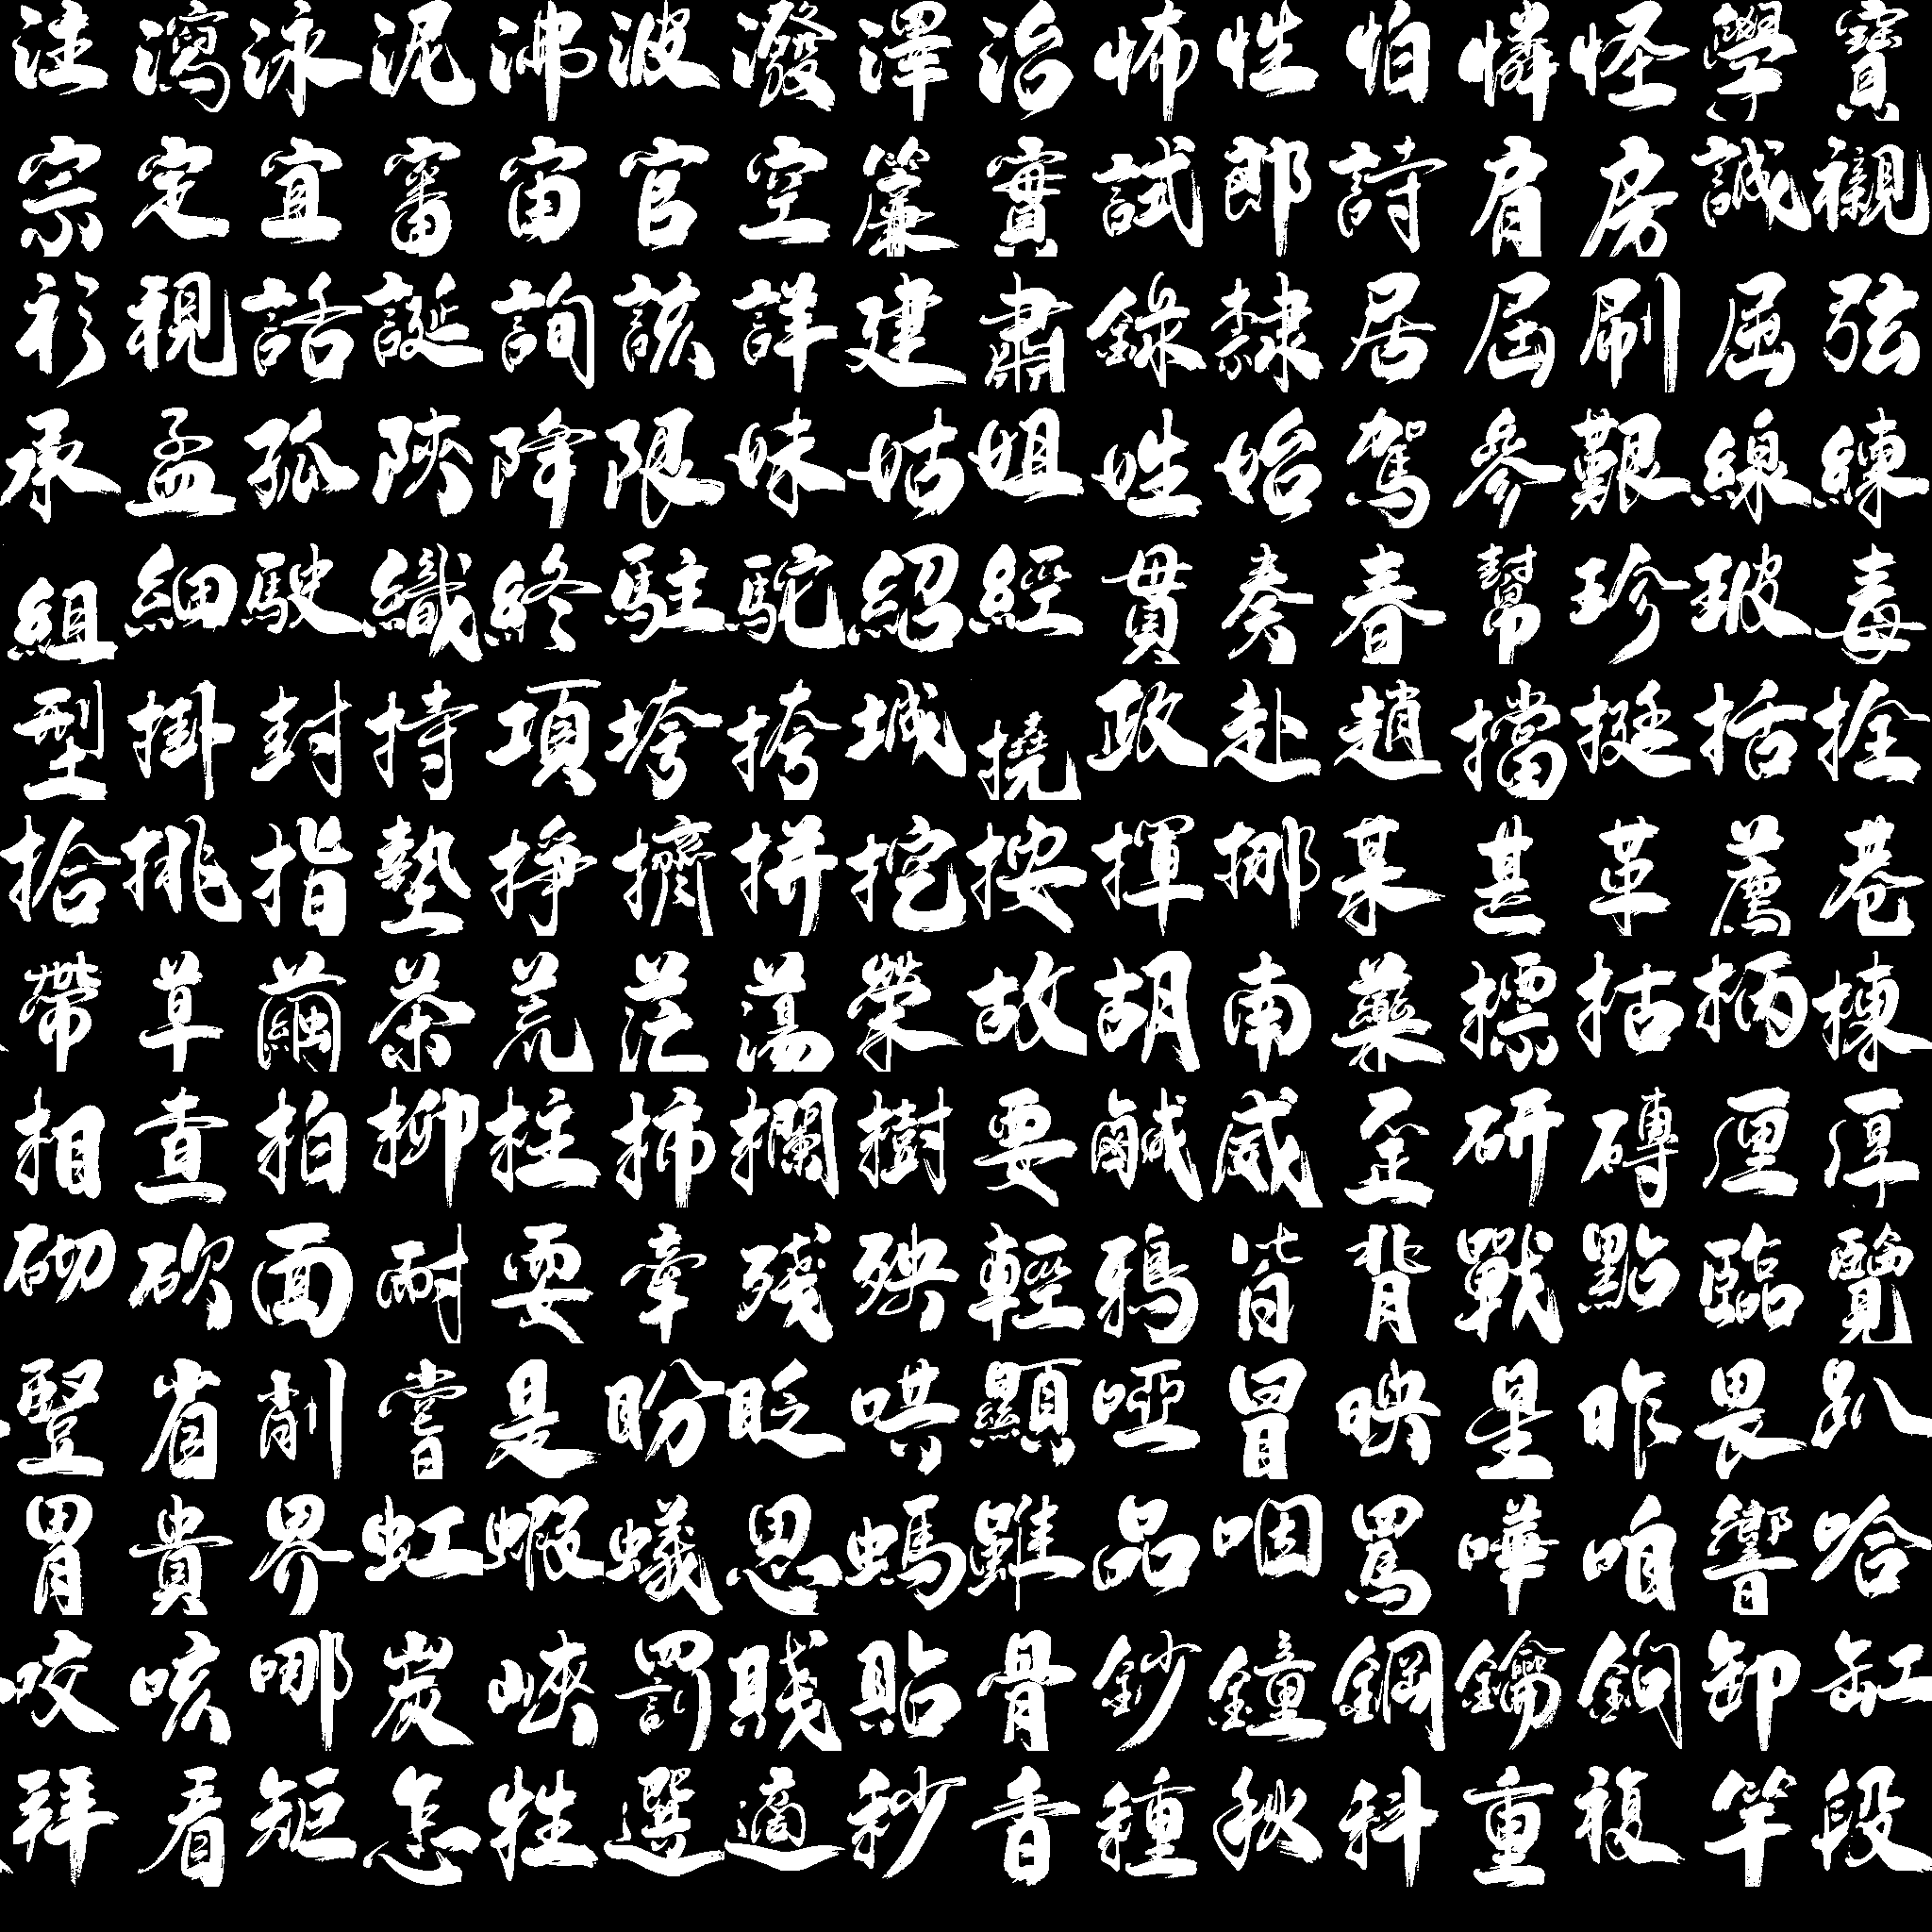 注瀉泳泥沸波潑澤治怖性怕憐怪學寶
宗定宜審宙官空簾實試郎詩肩房誠襯
衫視話誕詢該詳建肅錄隸居屆刷屈弦
承孟孤陝降限妹姑姐姓始駕參艱線練
組細駛織終駐駝紹經貫奏春幫珍玻毒
型掛封持項垮挎城撓政赴趙擋挺括拴
拾挑指墊掙擠拼挖按揮挪某甚革薦巷
帶草繭茶荒茫蕩榮故胡南藥標枯柄棟
相查柏柳柱柿欄樹要鹹威歪研磚厘厚
砌砍面耐耍牽殘殃輕鴉皆背戰點臨覽
豎省削嘗是盼眨哄顯啞冒映星昨畏趴
胃貴界虹蝦蟻思螞雖品咽罵嘩咱響哈
咬咳哪炭峽罰賤貼骨鈔鐘鋼鑰鉤卸缸
拜看矩怎牲選適秒香種秋科重複竿段